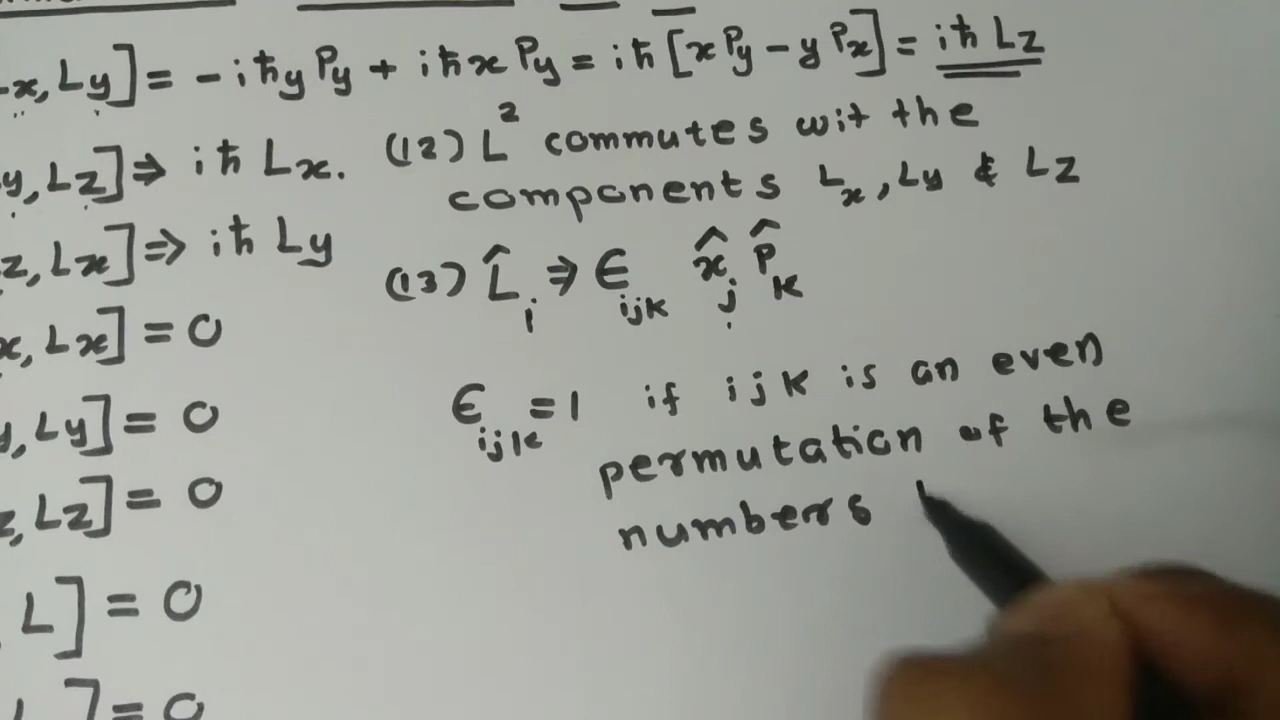 x, Ly] = -iħy Py + iħx Py = iħ [x Py - y Px] = iħ Lz
y, Lz] ⇒ iħ Lx.
z, Lx] ⇒ iħ Ly
x, Lx] = 0
y, Ly] = 0
z, Lz] = 0
L] = 0
] = 0
(12) L² commutes wit the
components Lx, Ly & Lz
(13) L̂i ⇒ ϵijk x̂j P̂k
ϵijk = 1 if ijk is an even
permutation of the
numbers